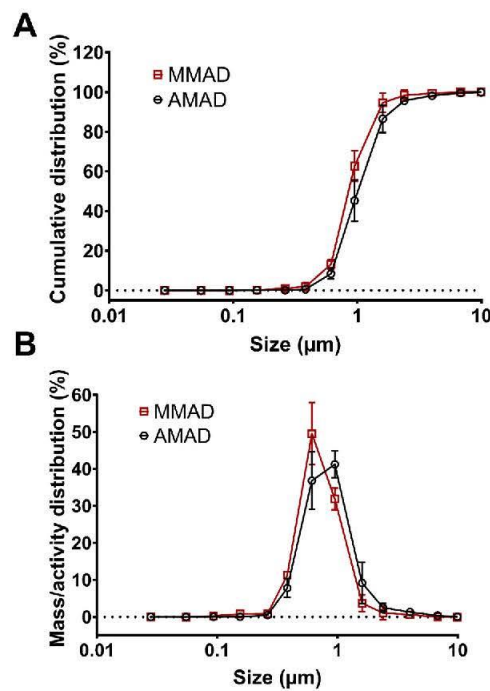 A
Cumulative distribution (%)
120
100
80
60
40
20
0
MMAD
AMAD
0.01 0.1 1 10
Size (µm)
B
Mass/activity distribution (%)
60
50
40
30
20
10
0
MMAD
AMAD
0.01 0.1 1 10
Size (µm)